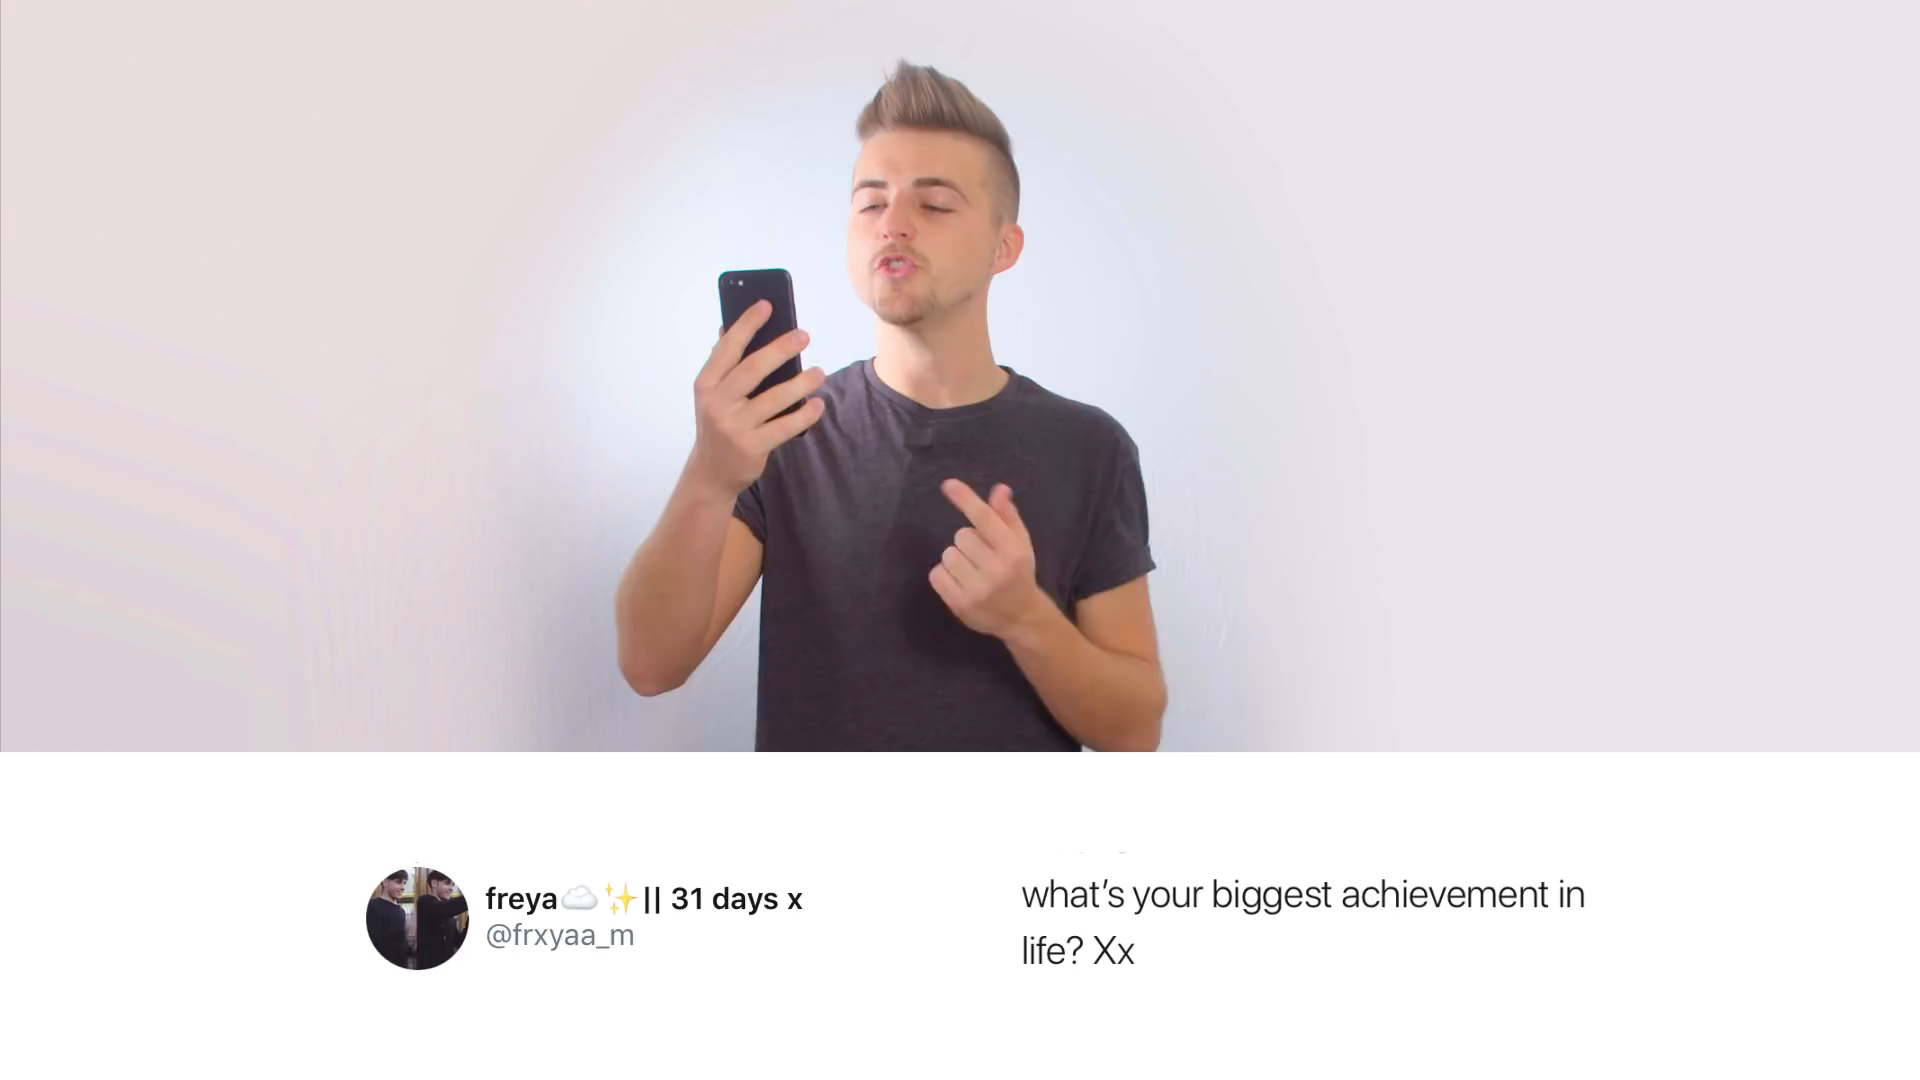 freya☁️✨|| 31 days x
@frxyaa_m
what’s your biggest achievement in
life? Xx